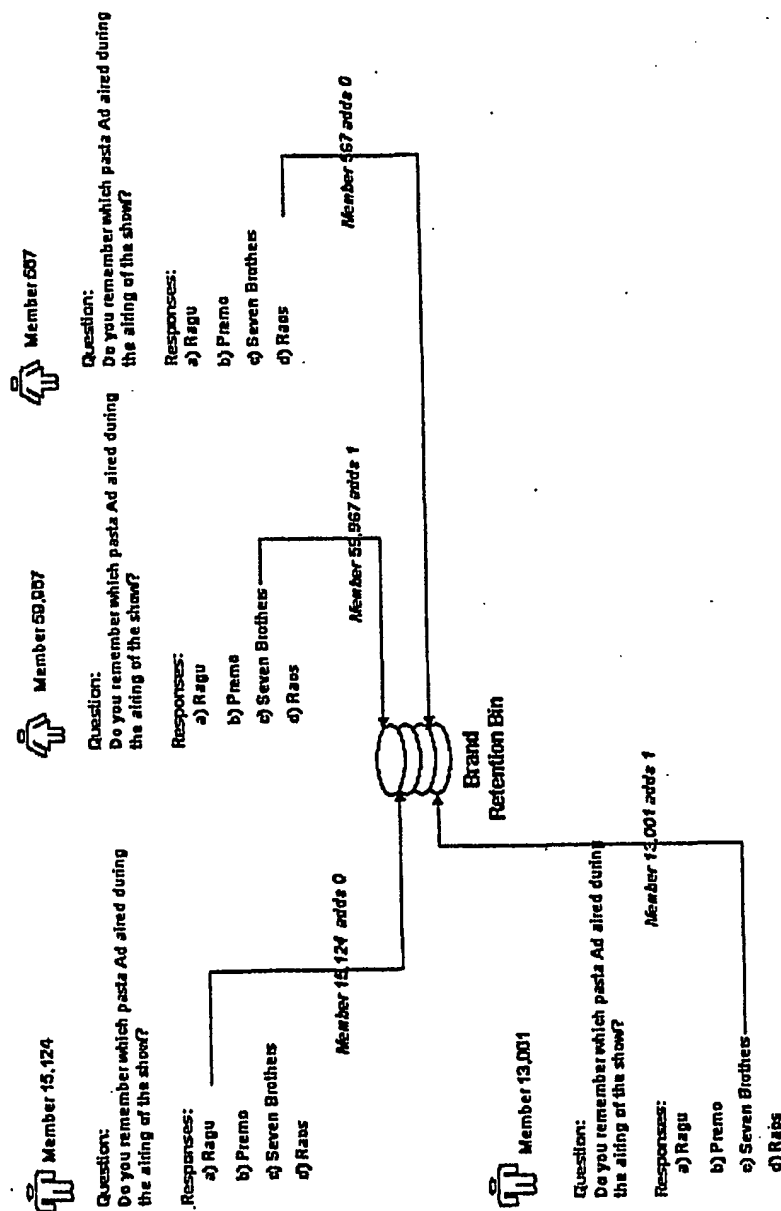 Member 15,124
Question:
Do you remember which pasta Ad aired during
the airing of the show?
Responses:
a) Ragu
b) Premo
c) Seven Brothers
d) Raos
Member 15,124 adds 0
Member 59,967
Question:
Do you remember which pasta Ad aired during
the airing of the show?
Responses:
a) Ragu
b) Premo
c) Seven Brothers
d) Raos
Member 59,967 adds 1
Member 567
Question:
Do you remember which pasta Ad aired during
the airing of the show?
Responses:
a) Ragu
b) Premo
c) Seven Brothers
d) Raos
Member 567 adds 0
Brand
Retention Bin
Member 13,001
Question:
Do you remember which pasta Ad aired during
the airing of the show?
Responses:
a) Ragu
b) Premo
c) Seven Brothers
d) Raos
Member 13,001 adds 1